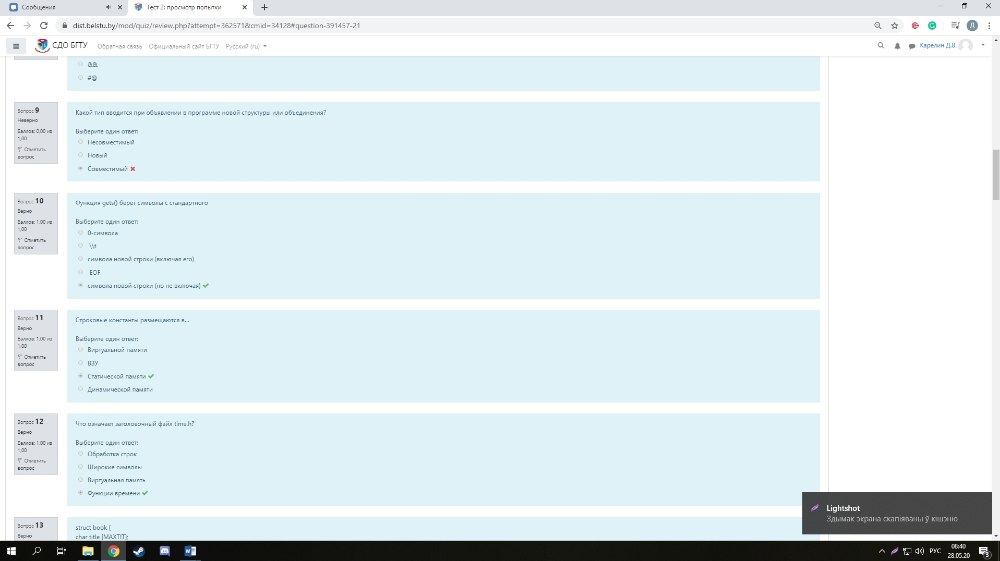 Сообщения
Тест 2: просмотр попытки
dist.belstu.by/mod/quiz/review.php?attempt=362571&cmid=34128#question-391457-21
Д
СДО БГТУ
Обратная связь
Официальный сайт БГТУ
Русский (ru)
Карелин Д.В.
&&
#@
Вопрос 9
Неверно
Баллов: 0,00 из
1,00
Отметить
вопрос
Какой тип вводится при объявлении в программе новой структуры или объединения?
Выберите один ответ:
Несовместимый
Новый
Совместимый
Вопрос 10
Верно
Баллов: 1,00 из
1,00
Отметить
вопрос
Функция gets() берет символы с стандартного
Выберите один ответ:
0-символа
\\t
символа новой строки (включая его)
EOF
символа новой строки (но не включая)
Вопрос 11
Верно
Баллов: 1,00 из
1,00
Отметить
вопрос
Строковые константы размещаются в...
Выберите один ответ:
Виртуальной памяти
ВЗУ
Статической памяти
Динамической памяти
Вопрос 12
Верно
Баллов: 1,00 из
1,00
Отметить
вопрос
Что означает заголовочный файл time.h?
Выберите один ответ:
Обработка строк
Широкие символы
Виртуальная память
Функции времени
Вопрос 13
Верно
struct book {
char title [MAXTIT];
Lightshot
Здымак экрана скапіяваны ў кішэню
РУС
08:40
28.05.20
3